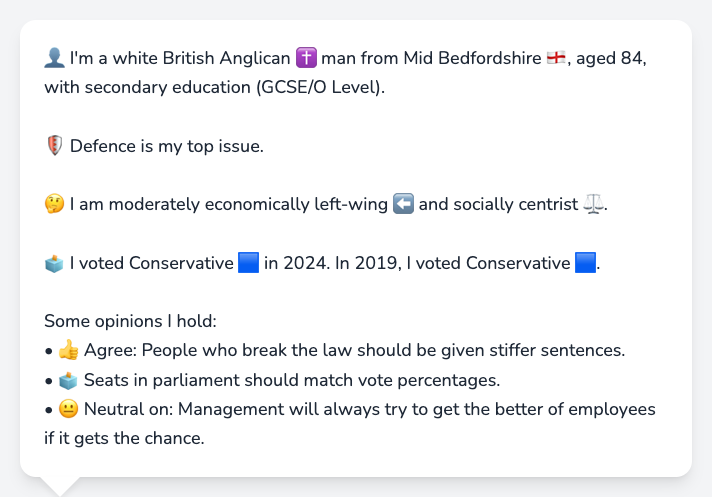 👤 I'm a white British Anglican ✝️ man from Mid Bedfordshire 🏴󠁧󠁢󠁥󠁮󠁧󠁿, aged 84,
with secondary education (GCSE/O Level).
🛡️ Defence is my top issue.
🤔 I am moderately economically left-wing ⬅️ and socially centrist ⚖️.
🗳️ I voted Conservative 🟦 in 2024. In 2019, I voted Conservative 🟦.
Some opinions I hold:
• 👍 Agree: People who break the law should be given stiffer sentences.
• 🗳️ Seats in parliament should match vote percentages.
• 😐 Neutral on: Management will always try to get the better of employees
if it gets the chance.